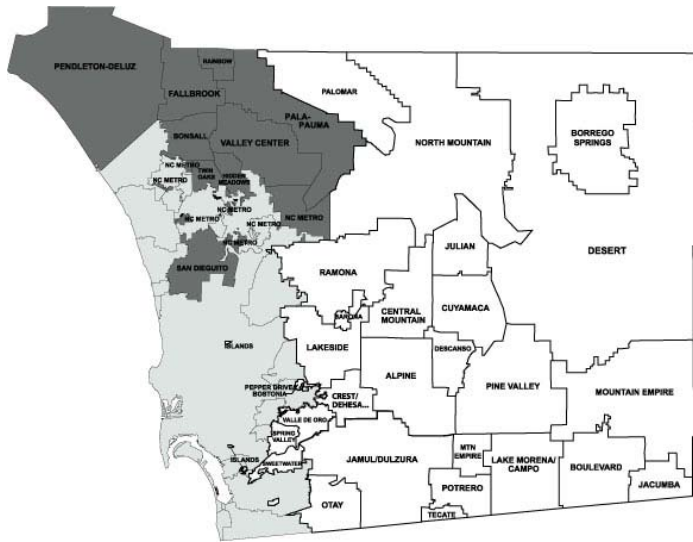 PENDLETON-DELUZ
RAINBOW
FALLBROOK
PALOMAR
PALA-
PAUMA
BONSALL
VALLEY CENTER
NORTH MOUNTAIN
BORREGO
SPRINGS
NC METRO
TWIN
OAKS
HIDDEN
MEADOWS
NC METRO
NC METRO
NC METRO
NC METRO
NC METRO
NC METRO
SAN DIEGUITO
JULIAN
DESERT
RAMONA
CUYAMACA
CENTRAL
MOUNTAIN
BARONA
ISLANDS
LAKESIDE
DESCANSO
ALPINE
PINE VALLEY
PEPPER DRIVE/
BOSTONIA
CREST/
DEHESA...
MOUNTAIN EMPIRE
VALLE DE ORO
SPRING
VALLEY
ISLANDS
SWEETWATER
JAMUL/DULZURA
MTN
EMPIRE
LAKE MORENA/
CAMPO
BOULEVARD
POTRERO
JACUMBA
OTAY
TECATE